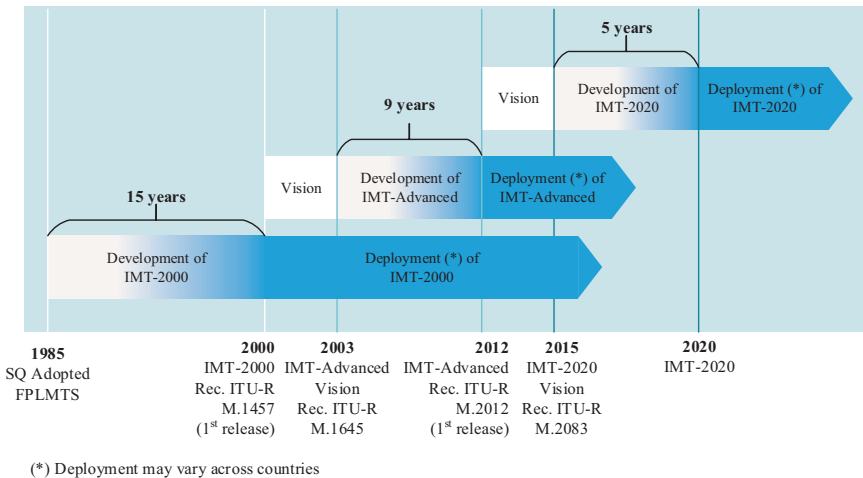 5 years
Vision
Development of
IMT-2020
Deployment (*) of
IMT-2020
9 years
Vision
Development of
IMT-Advanced
Deployment (*) of
IMT-Advanced
15 years
Development of
IMT-2000
Deployment (*) of
IMT-2000
1985
SQ Adopted
FPLMTS
2000
IMT-2000
Rec. ITU-R
M.1457
(1st release)
2003
IMT-Advanced
Vision
Rec. ITU-R
M.1645
2012
IMT-Advanced
Rec. ITU-R
M.2012
(1st release)
2015
IMT-2020
Vision
Rec. ITU-R
M.2083
2020
IMT-2020
(*) Deployment may vary across countries